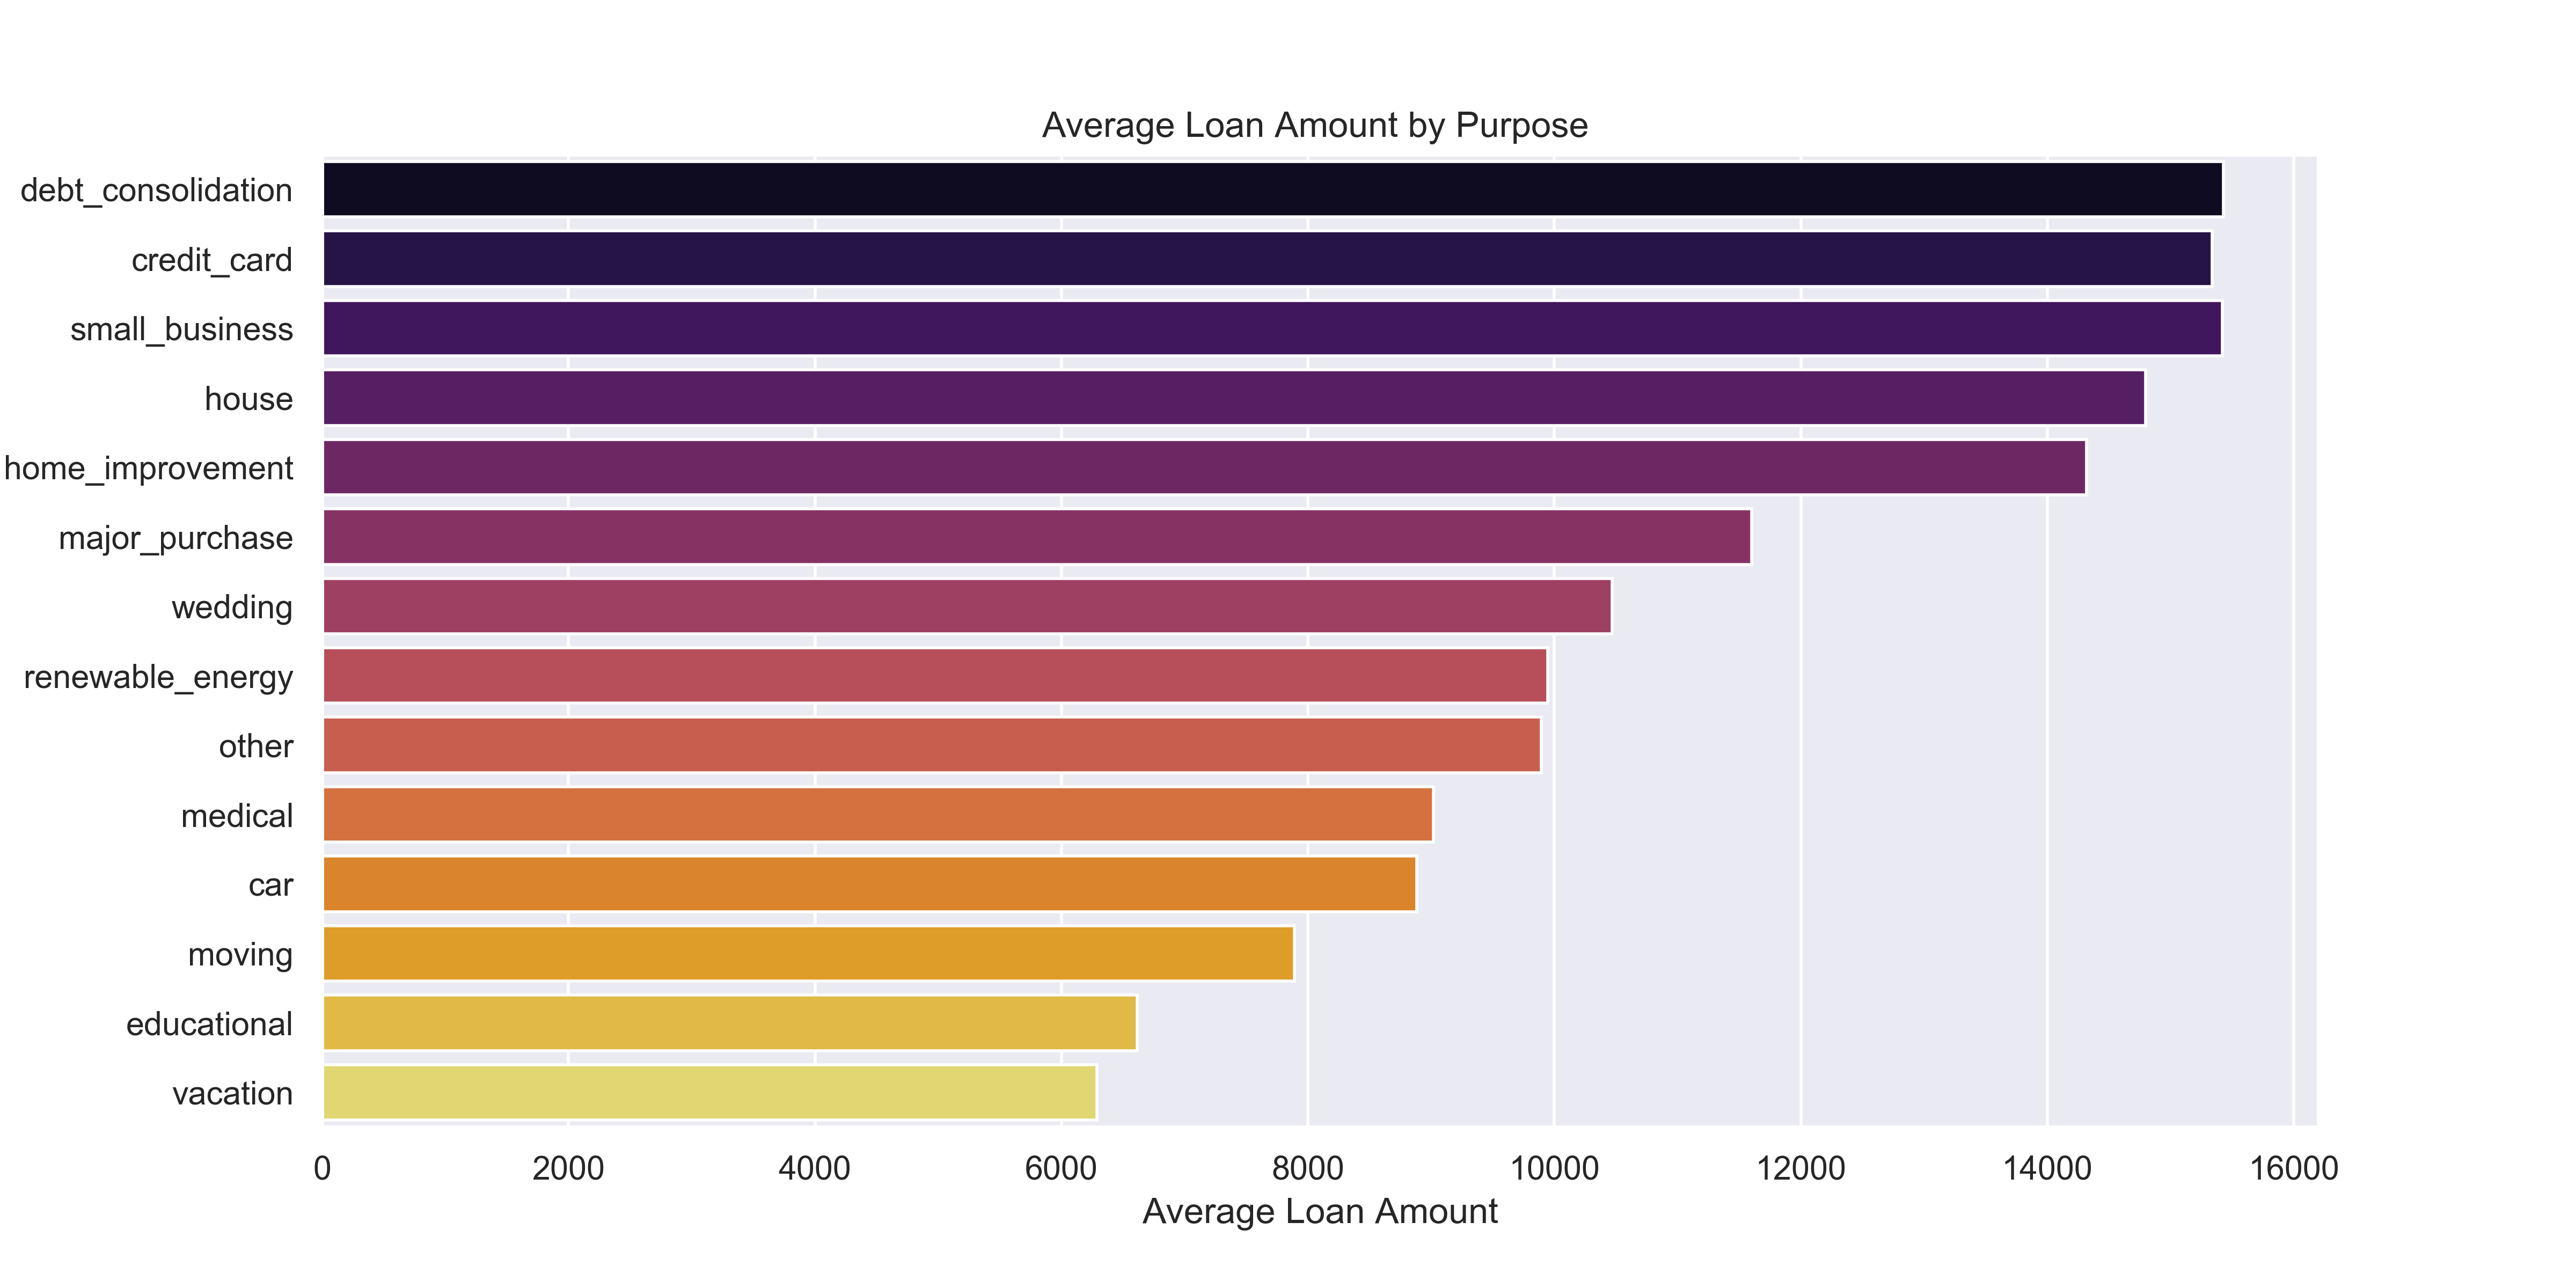 Average Loan Amount by Purpose
debt_consolidation
credit_card
small_business
house
home_improvement
major_purchase
wedding
renewable_energy
other
medical
car
moving
educational
vacation
0 2000 4000 6000 8000 10000 12000 14000 16000
Average Loan Amount